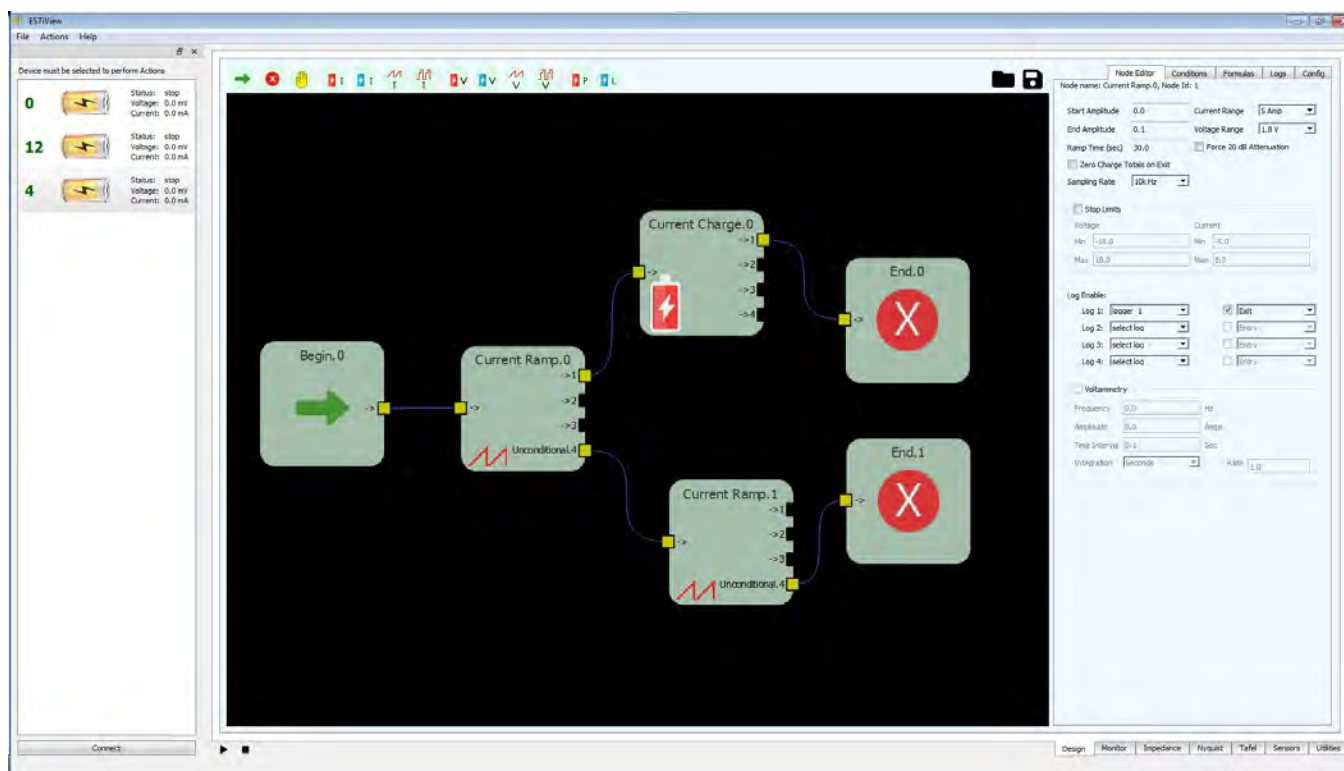 ESTiView
File Actions Help
Device must be selected to perform Actions
0
Status: stop
Voltage: 0.0 mV
Current: 0.0 mA
12
Status: stop
Voltage: 0.0 mV
Current: 0.0 mA
4
Status: stop
Voltage: 0.0 mV
Current: 0.0 mA
Connect
I I I I V V V V P L
Current Charge.0
->1
->2
->
->3
->4
End.0
->
X
Begin.0
->
Current Ramp.0
->1
->2
->
->3
Unconditional.4
End.1
->
X
Current Ramp.1
->1
->2
->
->3
Unconditional.4
Node Editor Conditions Formulas Logs Config
Node name: Current Ramp.0, Node Id: 1
Start Amplitude 0.0 Current Range 5 Amp
End Amplitude 0.1 Voltage Range 1.8 V
Ramp Time (sec) 30.0 Force 20 dB Attenuation
Zero Charge Totals on Exit
Sampling Rate 10k Hz
Stop Limits
Voltage Current
Min -18.0 Min -5.0
Max 18.0 Max 5.0
Log Enable:
Log 1: logger_1 Exit
Log 2: select log Entry
Log 3: select log Entry
Log 4: select log Entry
Voltammetry
Frequency 0.0 Hz
Amplitude 0.0 Amps
Time Interval 0.1 Sec
Integration Seconds Rate 1.0
Design Monitor Impedance Nyquist Tafel Sensors Utilities